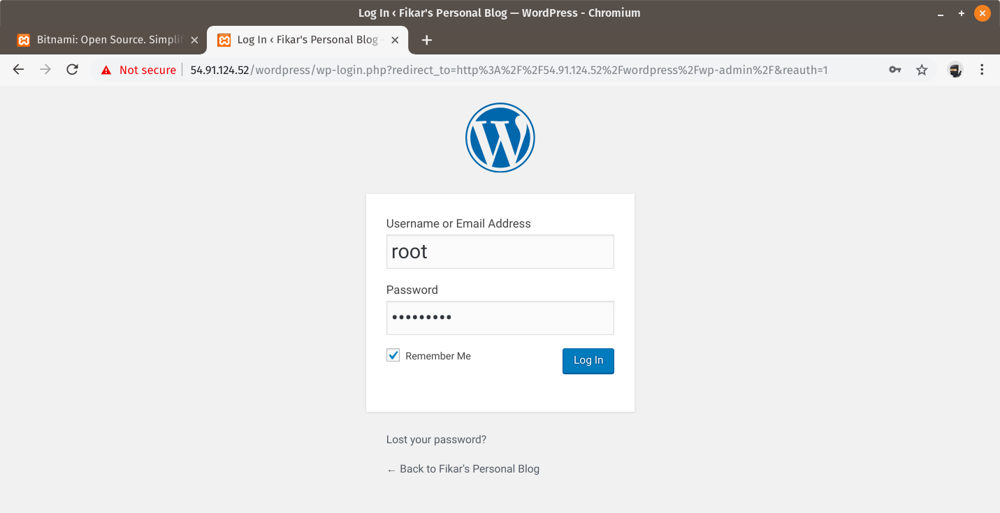 Log In ‹ Fikar's Personal Blog — WordPress - Chromium
Bitnami: Open Source. Simplif
Log In ‹ Fikar's Personal Blog -
Not secure
54.91.124.52/wordpress/wp-login.php?redirect_to=http%3A%2F%2F54.91.124.52%2Fwordpress%2Fwp-admin%2F&reauth=1
Username or Email Address
root
Password
•••••••••
Remember Me
Log In
Lost your password?
← Back to Fikar's Personal Blog